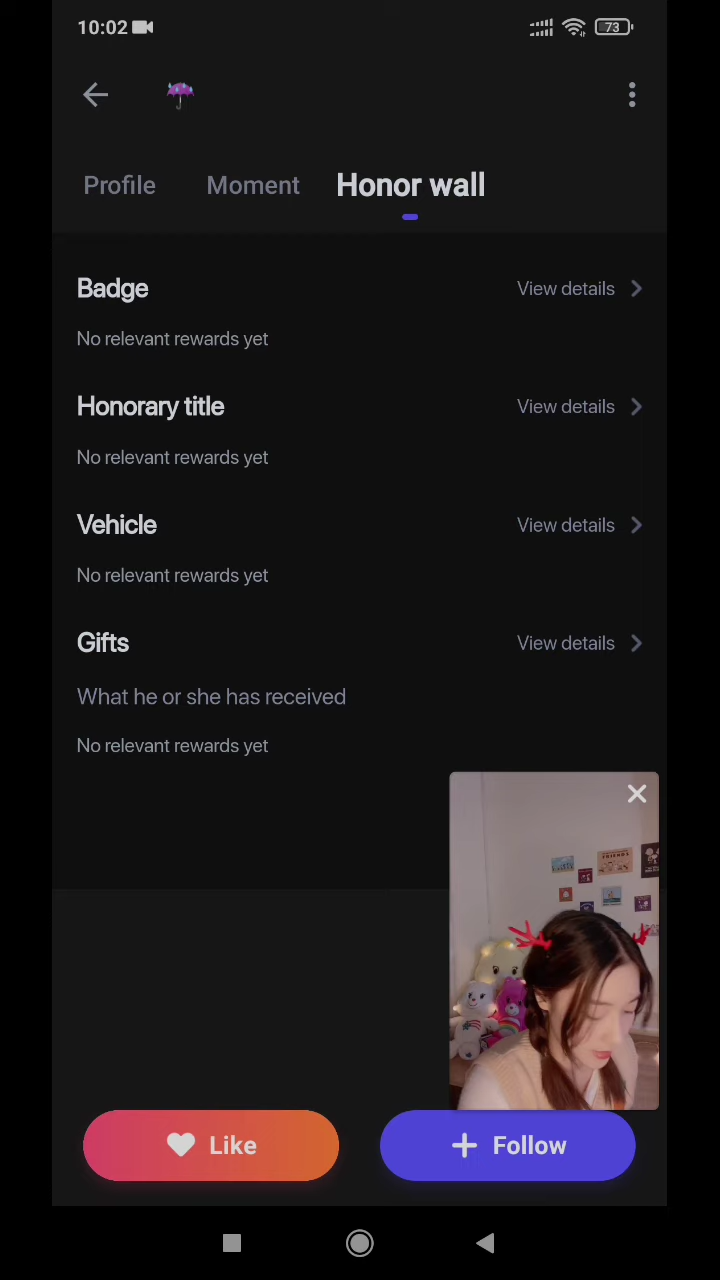 10:02
73
Profile
Moment
Honor wall
Badge
View details
No relevant rewards yet
Honorary title
View details
No relevant rewards yet
Vehicle
View details
No relevant rewards yet
Gifts
View details
What he or she has received
No relevant rewards yet
FRIENDS
Like
Follow